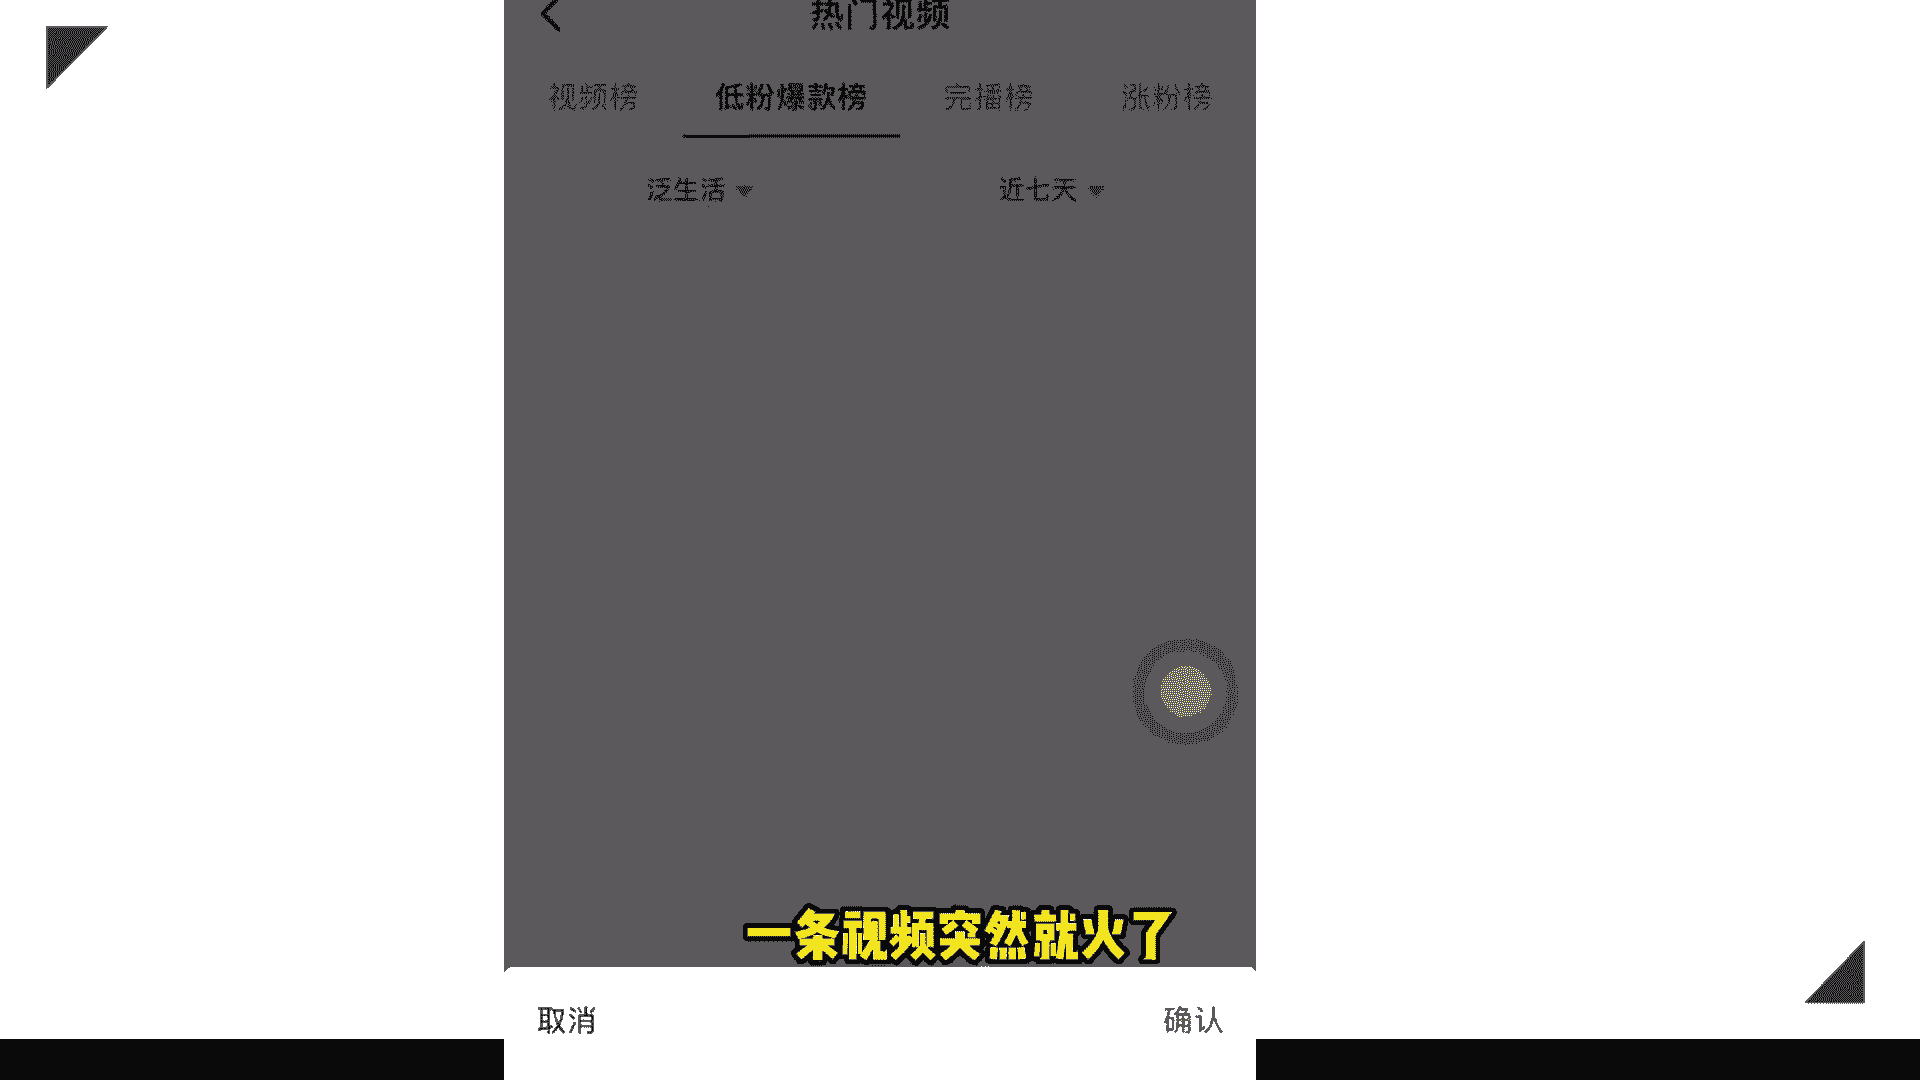 热门视频
视频榜 低粉爆款榜 完播榜 涨粉榜
泛生活 近七天
一条视频突然就火了
取消 确认